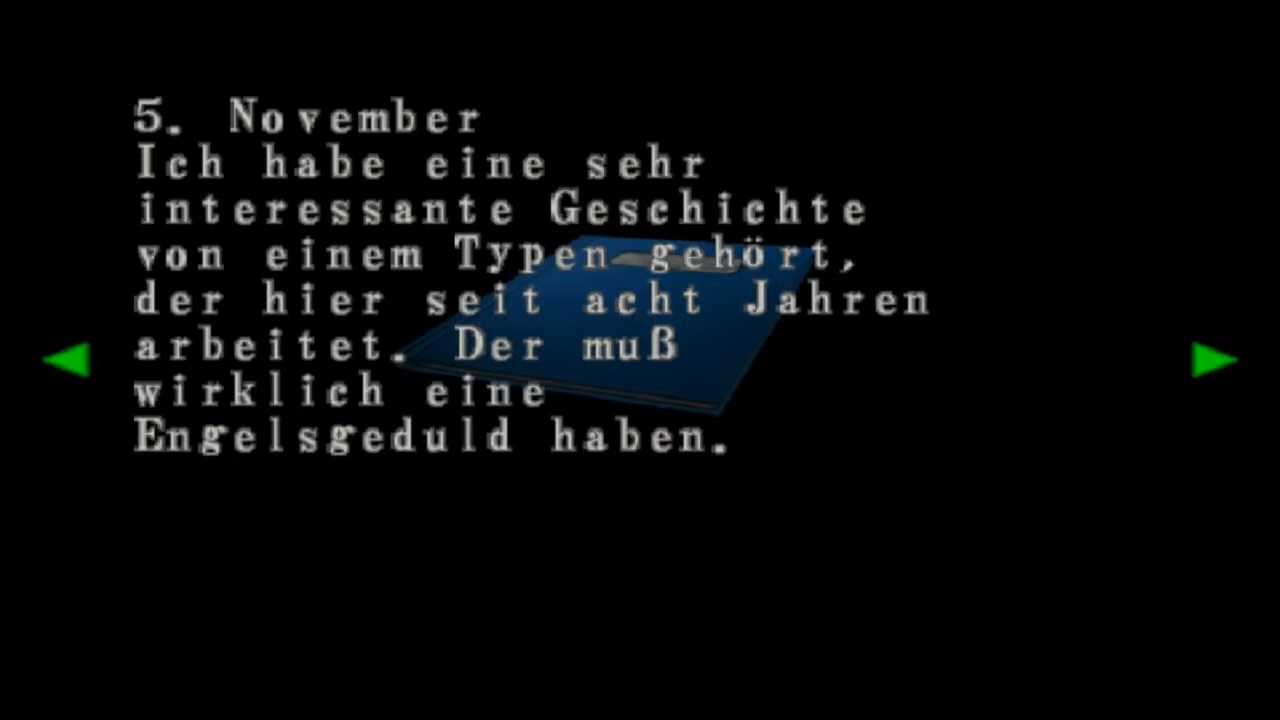 5. November
Ich habe eine sehr
interessante Geschichte
von einem Typen gehört,
der hier seit acht Jahren
arbeitet. Der muß
wirklich eine
Engelsgeduld haben.